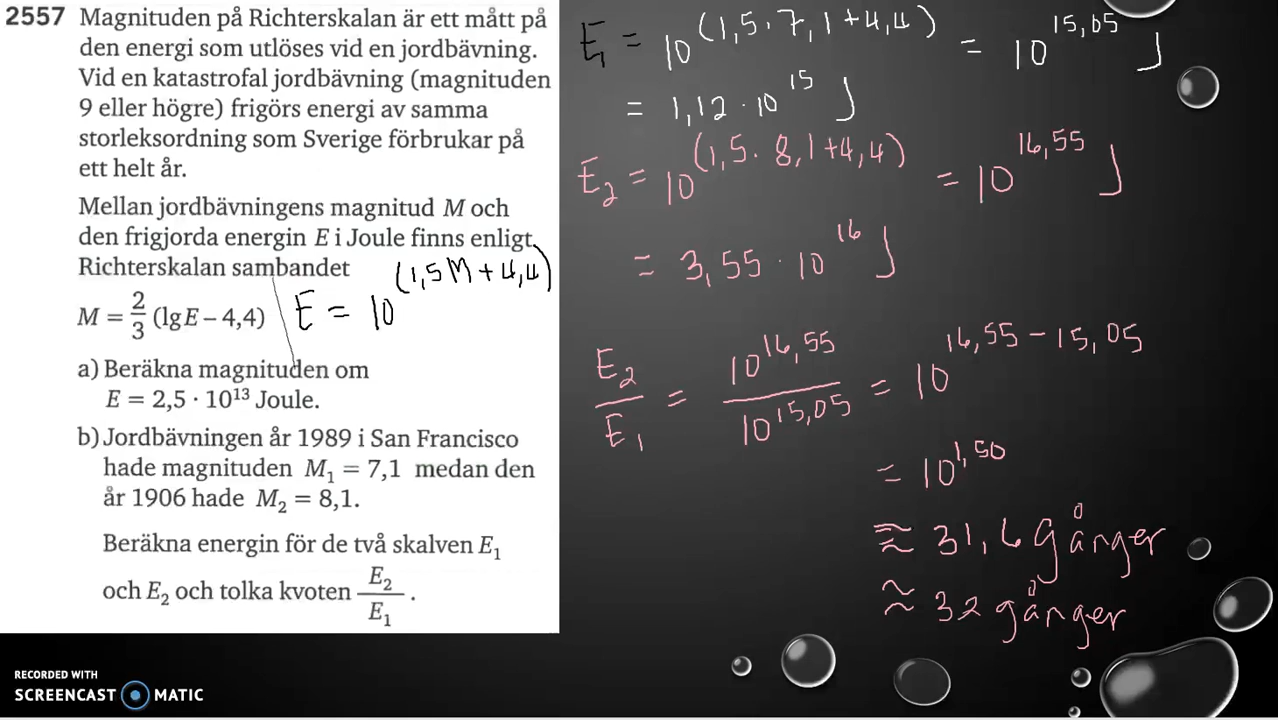 2557 Magnituden på Richterskalan är ett mått på
den energi som utlöses vid en jordbävning.
Vid en katastrofal jordbävning (magnituden
9 eller högre) frigörs energi av samma
storleksordning som Sverige förbrukar på
ett helt år.
Mellan jordbävningens magnitud M och
den frigjorda energin E i Joule finns enligt
Richterskalan sambandet
M = 2/3 (lg E – 4,4)
E = 10^(1,5M + 4,4)
a) Beräkna magnituden om
E = 2,5 · 10¹³ Joule.
b) Jordbävningen år 1989 i San Francisco
hade magnituden M₁ = 7,1 medan den
år 1906 hade M₂ = 8,1.
Beräkna energin för de två skalven E₁
och E₂ och tolka kvoten E₂/E₁.
E₁ = 10^(1,5 · 7,1 + 4,4) = 10^15,05 J
= 1,12 · 10^15 J
E₂ = 10^(1,5 · 8,1 + 4,4) = 10^16,55 J
= 3,55 · 10^16 J
E₂/E₁ = 10^16,55/10^15,05 = 10^16,55 – 15,05
= 10^1,50
≈ 31,6 gånger
≈ 32 gånger
RECORDED WITH
SCREENCAST MATIC